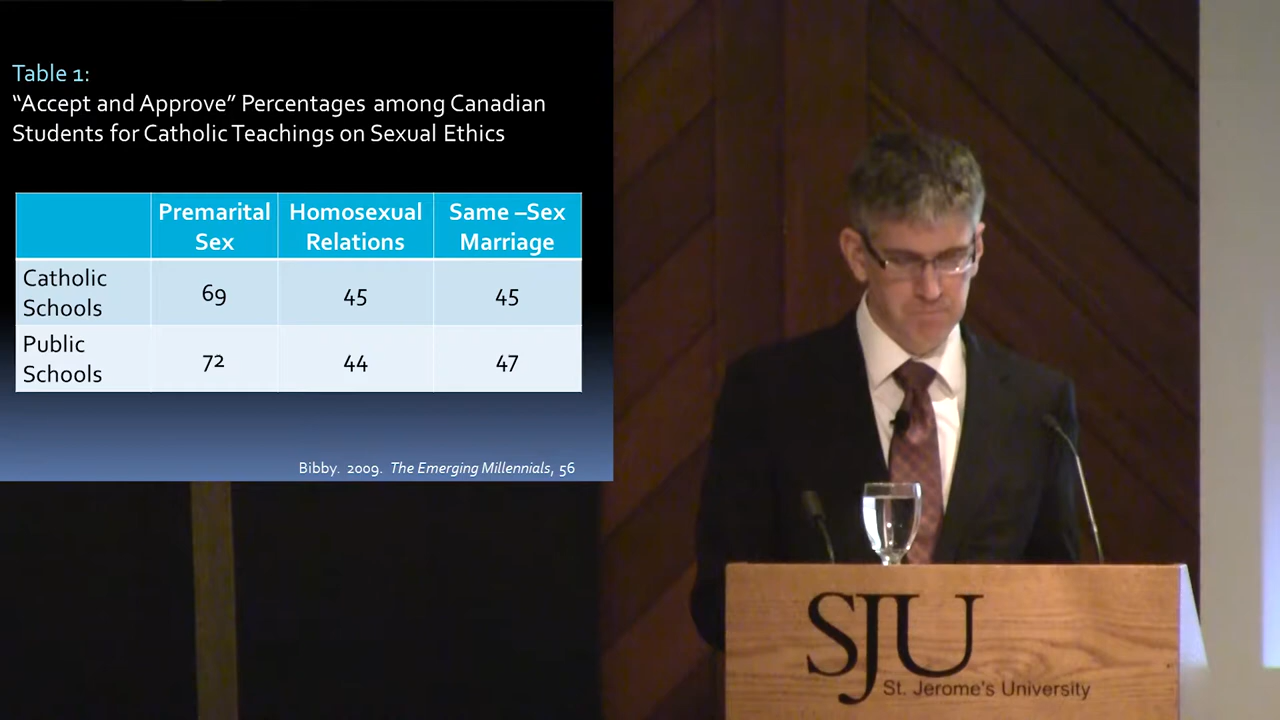 Table 1:
“Accept and Approve” Percentages among Canadian
Students for Catholic Teachings on Sexual Ethics
Premarital Sex Homosexual Relations Same –Sex Marriage
Catholic Schools 69 45 45
Public Schools 72 44 47
Bibby. 2009. The Emerging Millennials, 56
SJU
St. Jerome's University